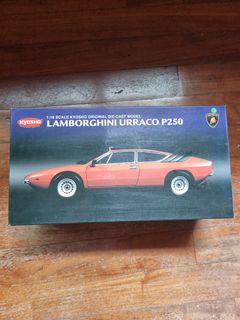 KYOSHO
1:18 SCALE KYOSHO ORIGINAL DIE CAST MODEL
LAMBORGHINI URRACO P250